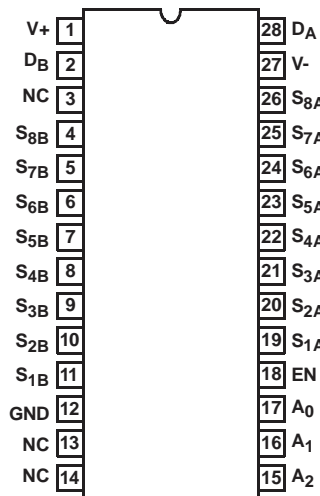 V+ 1 28 DA
DB 2 27 V-
NC 3 26 S8A
S8B 4 25 S7A
S7B 5 24 S6A
S6B 6 23 S5A
S5B 7 22 S4A
S4B 8 21 S3A
S3B 9 20 S2A
S2B 10 19 S1A
S1B 11 18 EN
GND 12 17 A0
NC 13 16 A1
NC 14 15 A2